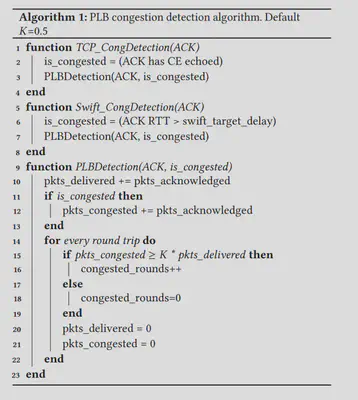 Algorithm 1: PLB congestion detection algorithm. Default
K=0.5
1 function TCP_CongDetection(ACK)
2 is_congested = (ACK has CE echoed)
3 PLBDetection(ACK, is_congested)
4 end
5 function Swift_CongDetection(ACK)
6 is_congested = (ACK RTT > swift_target_delay)
7 PLBDetection(ACK, is_congested)
8 end
9 function PLBDetection(ACK, is_congested)
10 pkts_delivered += pkts_acknowledged
11 if is_congested then
12 pkts_congested += pkts_acknowledged
13 end
14 for every round trip do
15 if pkts_congested ≥ K * pkts_delivered then
16 congested_rounds++
17 else
18 congested_rounds=0
19 end
20 pkts_delivered = 0
21 pkts_congested = 0
22 end
23 end